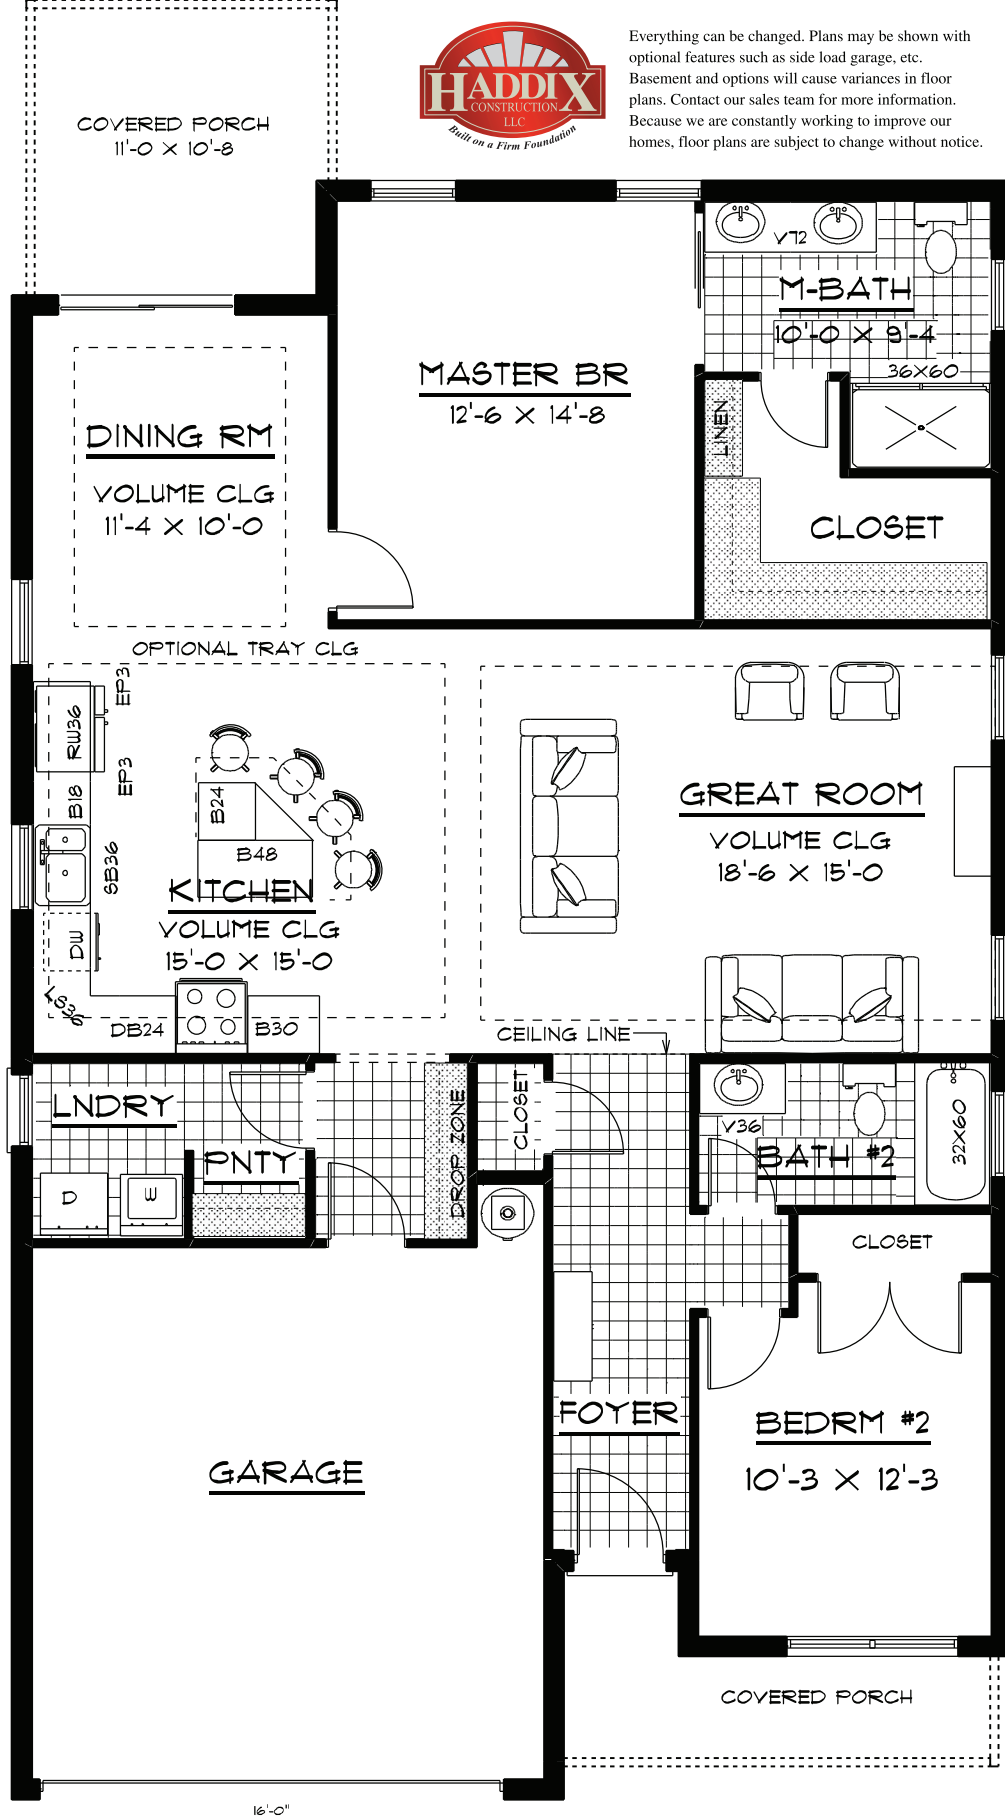 Everything can be changed. Plans may be shown with
optional features such as side load garage, etc.
Basement and options will cause variances in floor
plans. Contact our sales team for more information.
Because we are constantly working to improve our
homes, floor plans are subject to change without notice.
HADDIX
CONSTRUCTION
LLC
Built on a Firm Foundation
COVERED PORCH
11'-0 X 10'-8
V72
M-BATH
10'-0 X 9'-4
36X60
MASTER BR
12'-6 X 14'-8
LINEN
CLOSET
DINING RM
VOLUME CLG
11'-4 X 10'-0
OPTIONAL TRAY CLG
EP3
RW36
EP3
B18
B24
B48
SB36
KITCHEN
VOLUME CLG
15'-0 X 15'-0
DW
LS36
DB24
B30
GREAT ROOM
VOLUME CLG
18'-6 X 15'-0
CEILING LINE
LNDRY
PNTY
D
W
DROP ZONE
CLOSET
V36
BATH #2
32X60
CLOSET
FOYER
BEDRM #2
10'-3 X 12'-3
GARAGE
COVERED PORCH
16'-0"